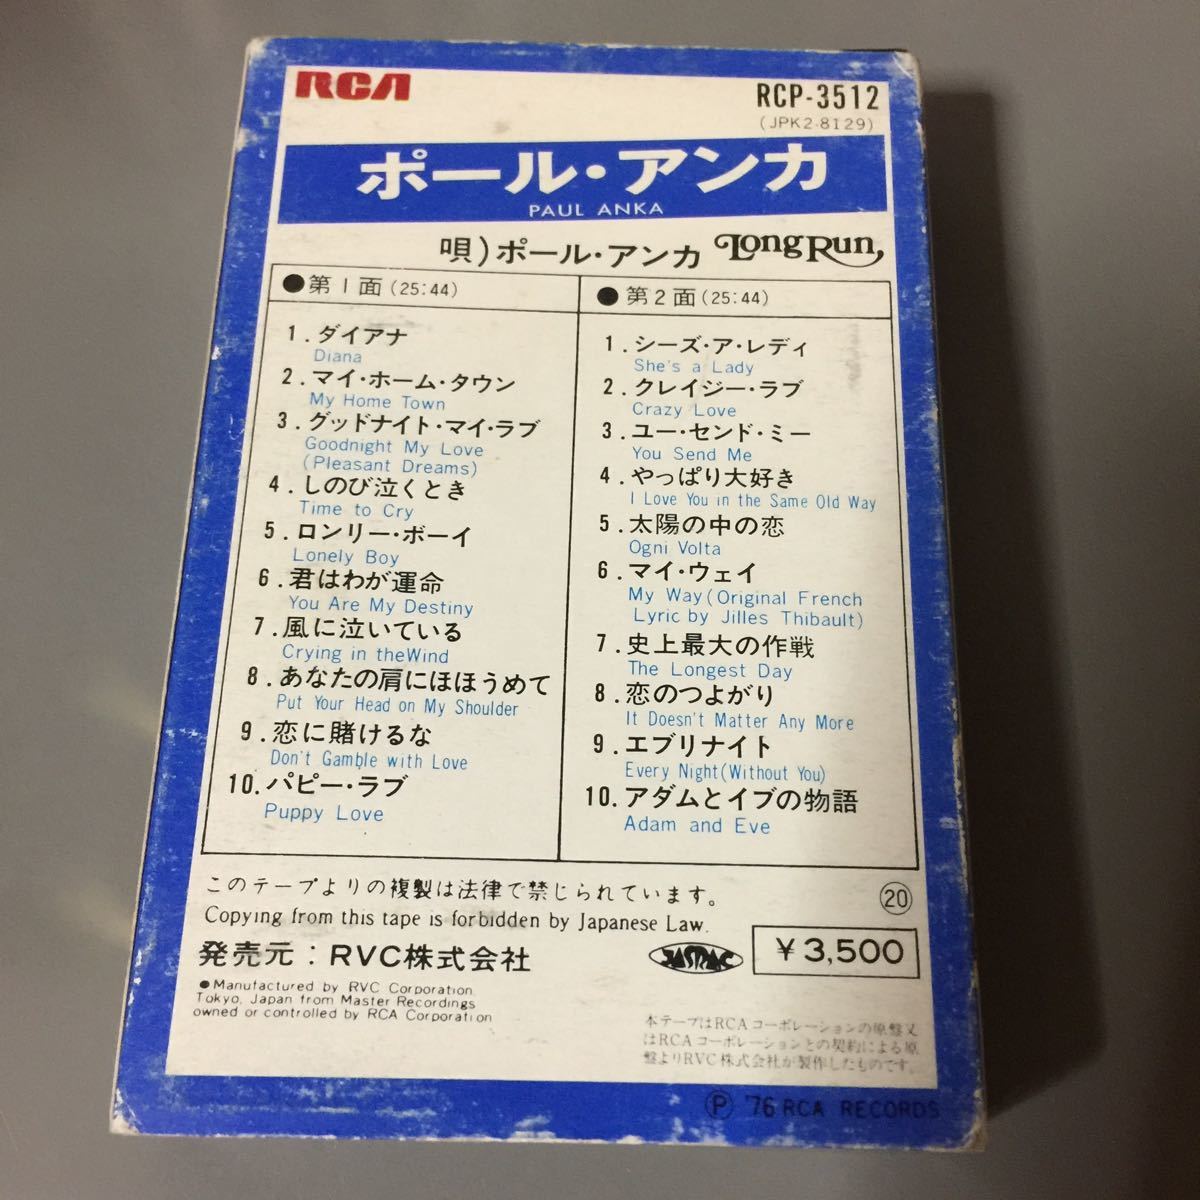 RCA
RCP-3512
(JPK2-8129)
ポール・アンカ
PAUL ANKA
唄)ポール・アンカ LongRun,
●第1面(25:44)
1.ダイアナ
Diana
2.マイ・ホーム・タウン
My Home Town
3.グッドナイト・マイ・ラブ
Goodnight My Love
(Pleasant Dreams)
4.しのび泣くとき
Time to Cry
5.ロンリー・ボーイ
Lonely Boy
6.君はわが運命
You Are My Destiny
7.風に泣いている
Crying in theWind
8.あなたの肩にほほうめて
Put Your Head on My Shoulder
9.恋に賭けるな
Don't Gamble with Love
10.パピー・ラブ
Puppy Love
●第2面(25:44)
1.シーズ・ア・レディ
She's a Lady
2.クレイジー・ラブ
Crazy Love
3.ユー・センド・ミー
You Send Me
4.やっぱり大好き
I Love You in the Same Old Way
5.太陽の中の恋
Ogni Volta
6.マイ・ウェイ
My Way(Original French
Lyric by Jilles Thibault)
7.史上最大の作戦
The Longest Day
8.恋のつよがり
It Doesn't Matter Any More
9.エブリナイト
Every Night(Without You)
10.アダムとイブの物語
Adam and Eve
このテープよりの複製は法律で禁じられています。
⑳
Copying from this tape is forbidden by Japanese Law.
発売元:RVC株式会社
JASRAC
¥3,500
●Manufactured by RVC Corporation
Tokyo, Japan from Master Recordings
owned or controlled by RCA Corporation
本テープはRCAコーポレーションの原盤又
はRCAコーポレーションとの契約による原
盤よりRVC株式会社が製作したものです。
Ⓟ '76 RCA RECORDS